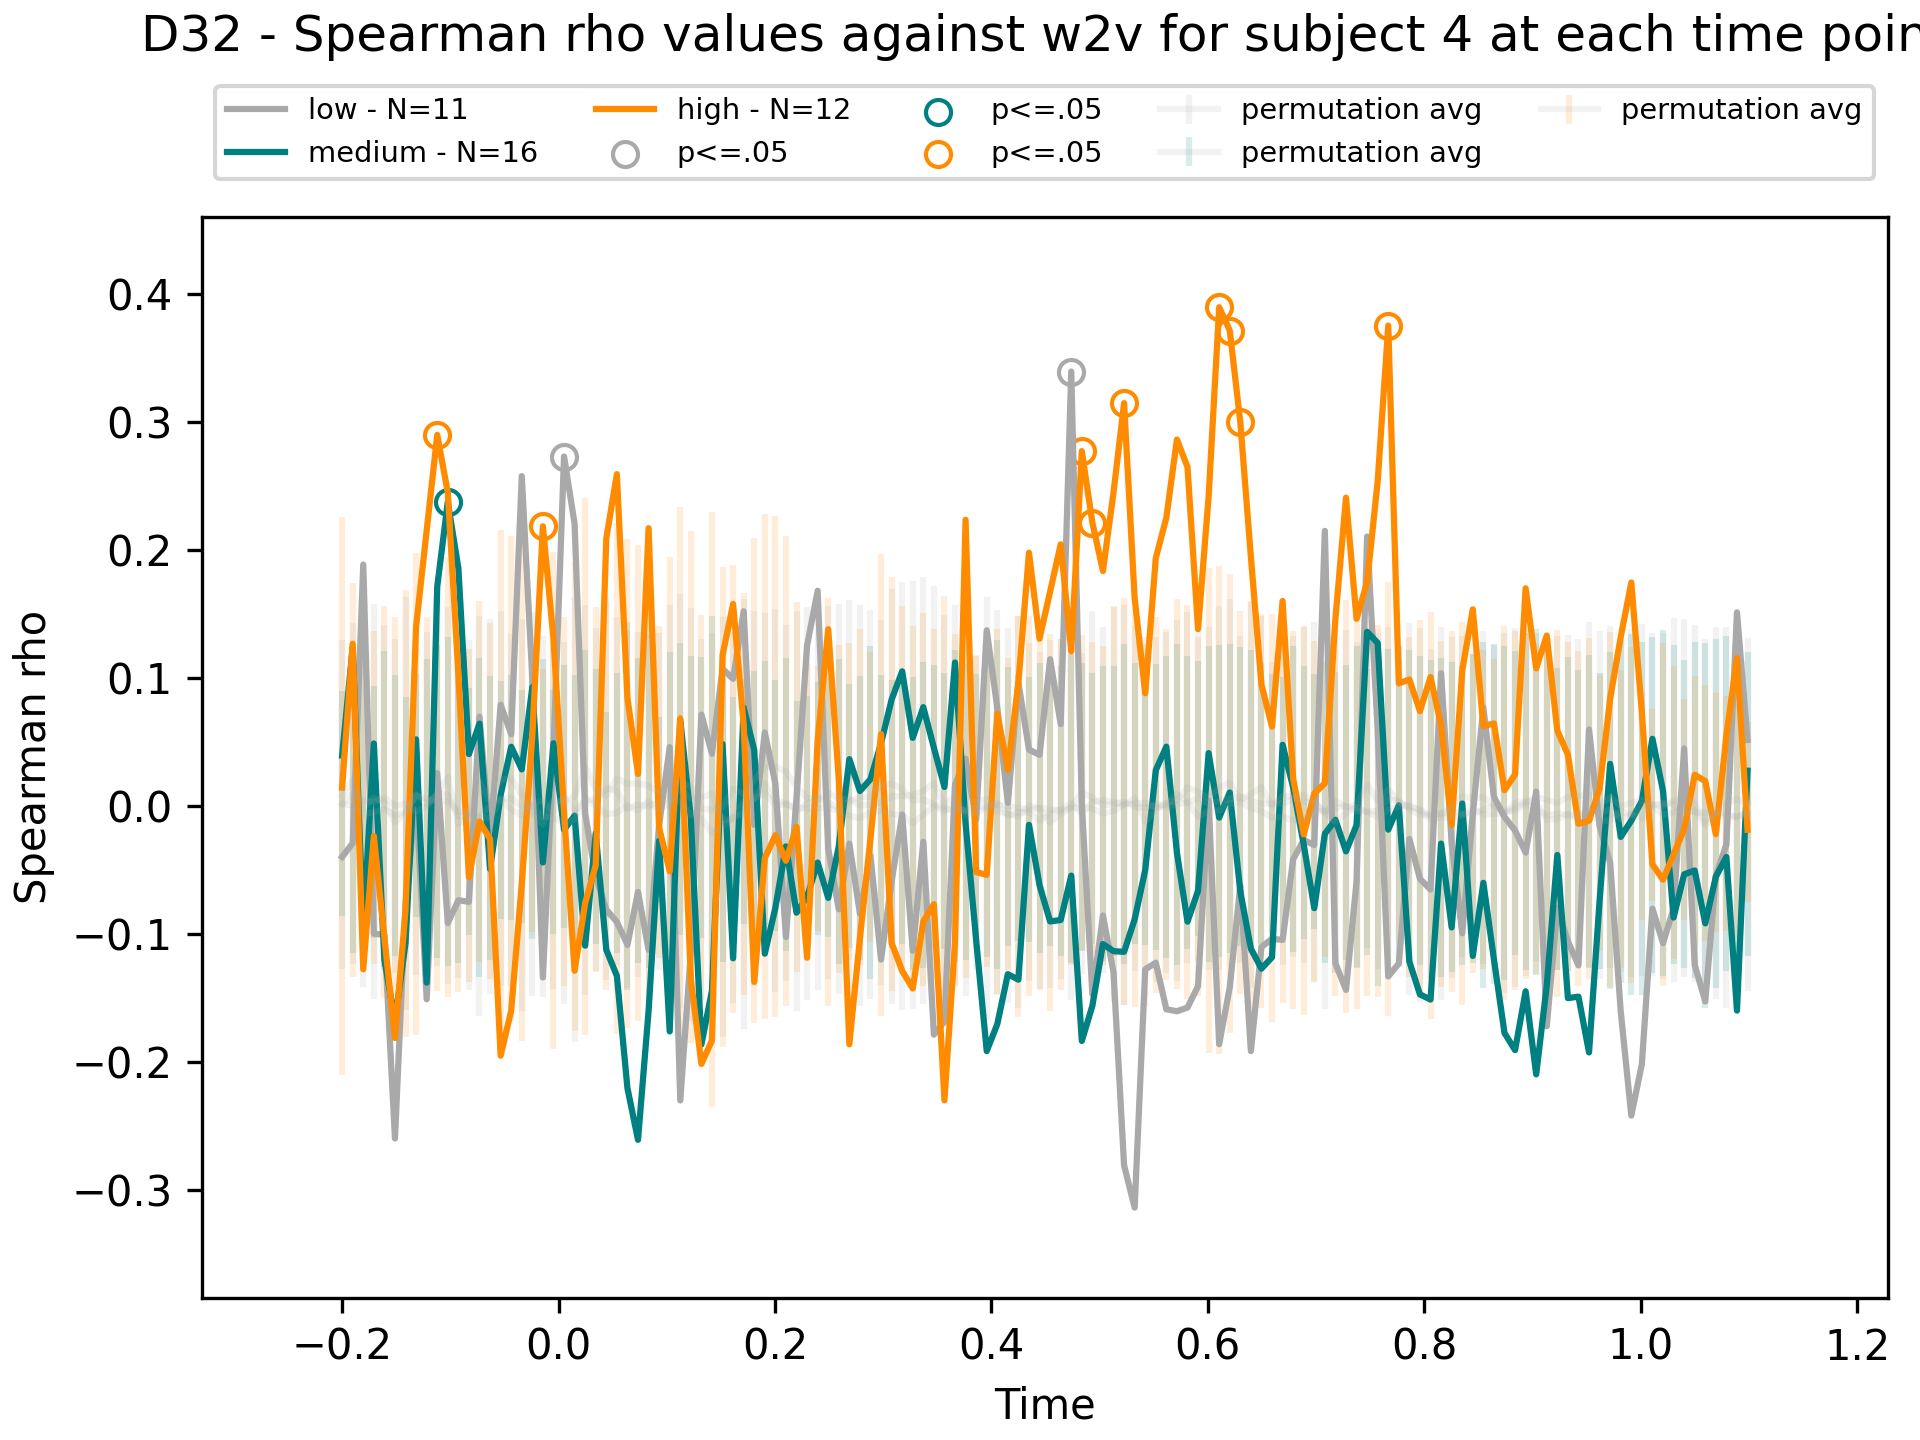 D32 - Spearman rho values against w2v for subject 4 at each time
low - N=11 high - N=12 p<=.05 permutation avg permutation avg
medium - N=16 p<=.05 p<=.05 permutation avg
0.4
0.3
0.2
0.1
0.0
−0.1
−0.2
−0.3
Spearman rho
−0.2 0.0 0.2 0.4 0.6 0.8 1.0 1.2
Time